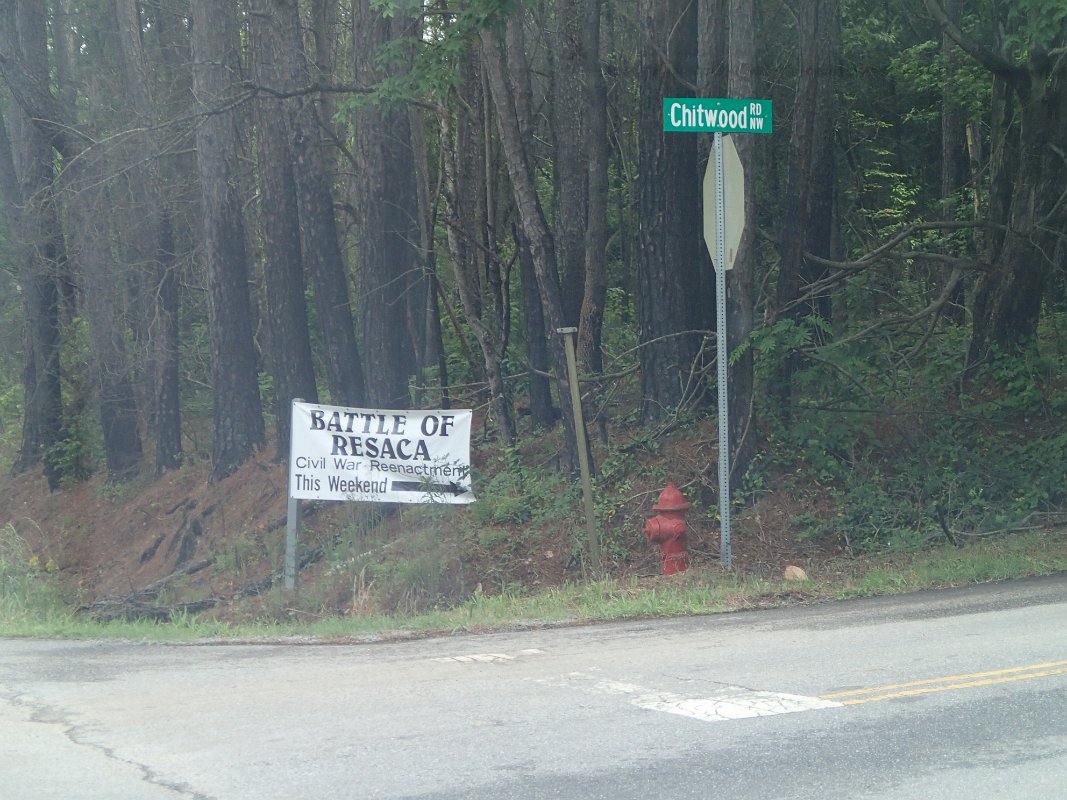 Chitwood RD NW
BATTLE OF
RESACA
Civil War Reenactment
This Weekend